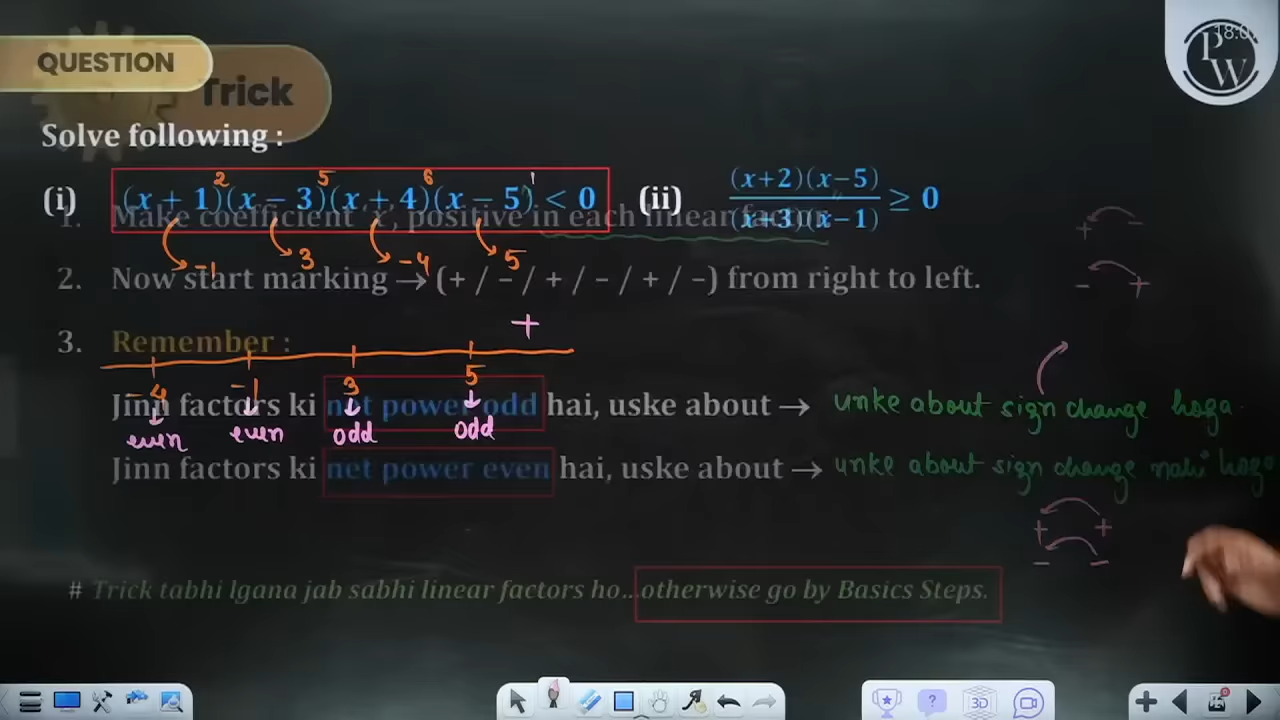 QUESTION
Trick
18:0
PW
Solve following :
(i) (x + 1)²(x − 3)⁵(x + 4)⁶(x − 5)¹ < 0 (ii) (x+2)(x−5) / (x+3)(x−1) ≥ 0
1. Make coefficient 'x', positive in each linear factor
-1 3 -4 5
2. Now start marking → (+ / − / + / − / + / −) from right to left.
+ −
− +
3. Remember :
+
-4 -1 3 5
Jinn factors ki net power odd hai, uske about → unke about sign change hoga.
even even odd odd
Jinn factors ki net power even hai, uske about → unke about sign change nahi hoga
+ +
− −
# Trick tabhi lgana jab sabhi linear factors ho...otherwise go by Basics Steps.
3D